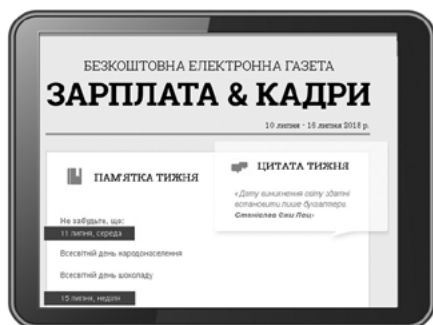 БЕЗКОШТОВНА ЕЛЕКТРОННА ГАЗЕТА
ЗАРПЛАТА & КАДРИ
10 липня - 16 липня 2018 р.
ПАМ'ЯТКА ТИЖНЯ
Не забудьте, що:
11 липня, середа
Всесвітній день народонаселення
Всесвітній день шоколаду
15 липня, неділя
ЦИТАТА ТИЖНЯ
«Дату виникнення світу здатні
встановити лише бухгалтери.
Станіслав Єжи Лец»